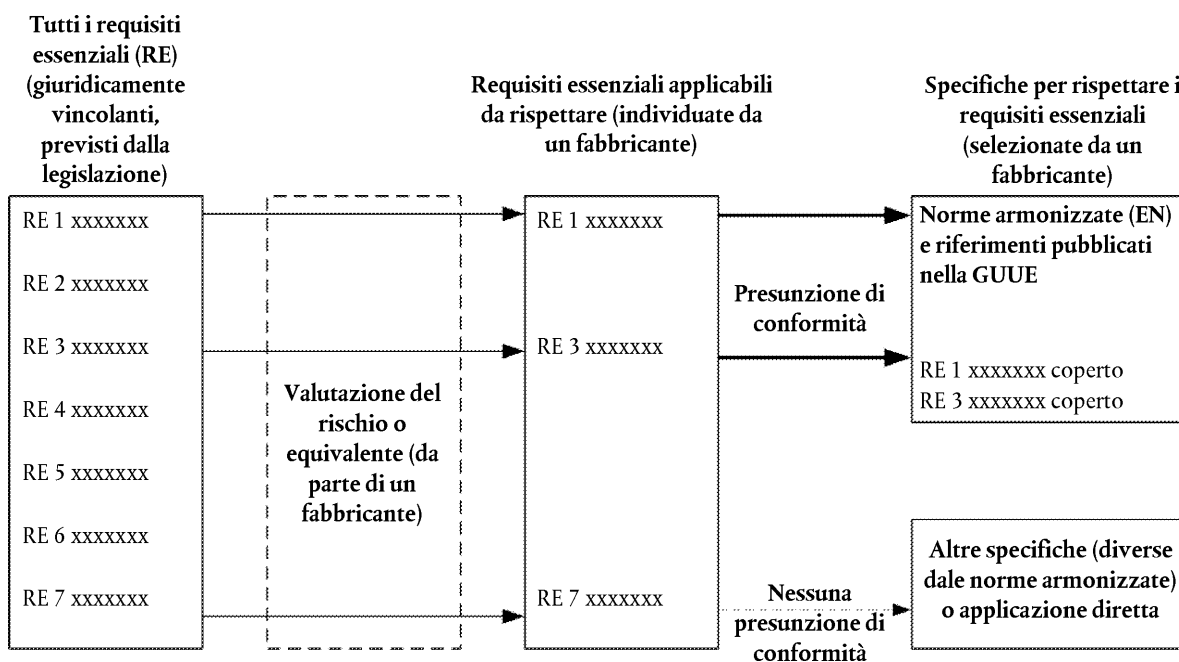 Tutti i requisiti
essenziali (RE)
(giuridicamente
vincolanti,
previsti dalla
legislazione)
RE 1 xxxxxxx
RE 2 xxxxxxx
RE 3 xxxxxxx
RE 4 xxxxxxx
RE 5 xxxxxxx
RE 6 xxxxxxx
RE 7 xxxxxxx
Valutazione del
rischio o
equivalente (da
parte di un
fabbricante)
Requisiti essenziali applicabili
da rispettare (individuate da
un fabbricante)
RE 1 xxxxxxx
RE 3 xxxxxxx
RE 7 xxxxxxx
Presunzione di
conformità
Nessuna
presunzione di
conformità
Specifiche per rispettare i
requisiti essenziali
(selezionate da un
fabbricante)
Norme armonizzate (EN)
e riferimenti pubblicati
nella GUUE
RE 1 xxxxxxx coperto
RE 3 xxxxxxx coperto
Altre specifiche (diverse
dale norme armonizzate)
o applicazione diretta